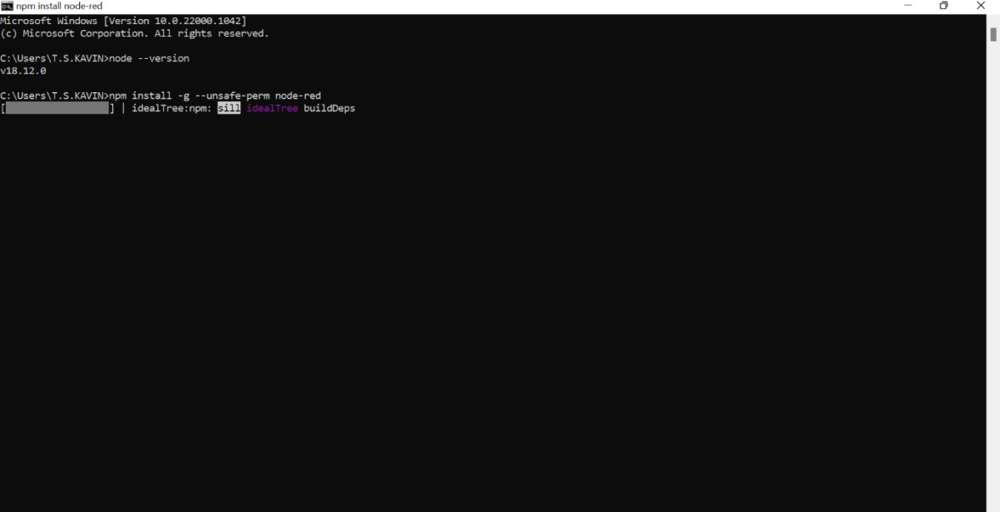 npm install node-red
Microsoft Windows [Version 10.0.22000.1042]
(c) Microsoft Corporation. All rights reserved.
C:\Users\T.S.KAVIN>node --version
v18.12.0
C:\Users\T.S.KAVIN>npm install -g --unsafe-perm node-red
[                  ] | idealTree:npm: sill idealTree buildDeps